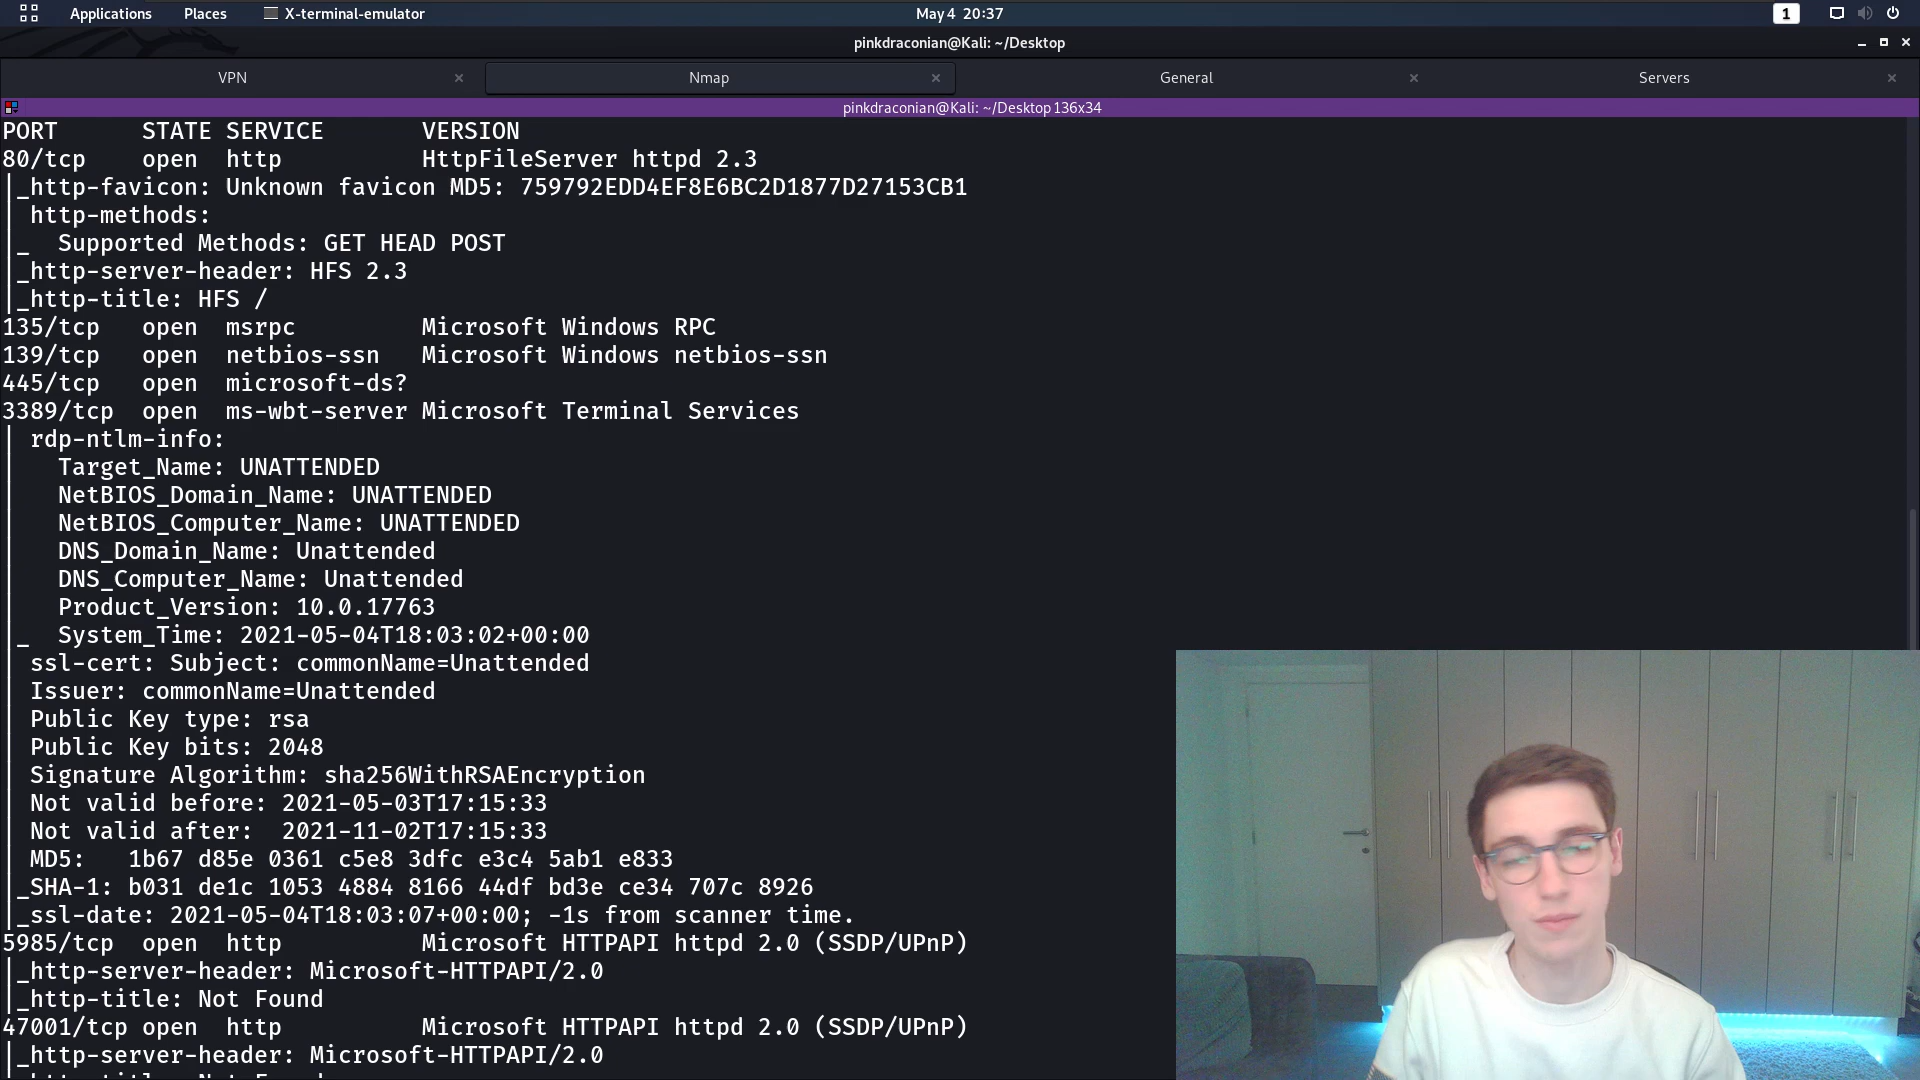 Applications Places X-terminal-emulator May 4 20:37 1
pinkdraconian@Kali: ~/Desktop
VPN Nmap General Servers
pinkdraconian@Kali: ~/Desktop 136x34
PORT STATE SERVICE VERSION
80/tcp open http HttpFileServer httpd 2.3
|_http-favicon: Unknown favicon MD5: 759792EDD4EF8E6BC2D1877D27153CB1
| http-methods:
|_  Supported Methods: GET HEAD POST
|_http-server-header: HFS 2.3
|_http-title: HFS /
135/tcp open msrpc Microsoft Windows RPC
139/tcp open netbios-ssn Microsoft Windows netbios-ssn
445/tcp open microsoft-ds?
3389/tcp open ms-wbt-server Microsoft Terminal Services
| rdp-ntlm-info:
|   Target_Name: UNATTENDED
|   NetBIOS_Domain_Name: UNATTENDED
|   NetBIOS_Computer_Name: UNATTENDED
|   DNS_Domain_Name: Unattended
|   DNS_Computer_Name: Unattended
|   Product_Version: 10.0.17763
|_  System_Time: 2021-05-04T18:03:02+00:00
| ssl-cert: Subject: commonName=Unattended
| Issuer: commonName=Unattended
| Public Key type: rsa
| Public Key bits: 2048
| Signature Algorithm: sha256WithRSAEncryption
| Not valid before: 2021-05-03T17:15:33
| Not valid after:  2021-11-02T17:15:33
| MD5:   1b67 d85e 0361 c5e8 3dfc e3c4 5ab1 e833
|_SHA-1: b031 de1c 1053 4884 8166 44df bd3e ce34 707c 8926
|_ssl-date: 2021-05-04T18:03:07+00:00; -1s from scanner time.
5985/tcp open http Microsoft HTTPAPI httpd 2.0 (SSDP/UPnP)
|_http-server-header: Microsoft-HTTPAPI/2.0
|_http-title: Not Found
47001/tcp open http Microsoft HTTPAPI httpd 2.0 (SSDP/UPnP)
|_http-server-header: Microsoft-HTTPAPI/2.0